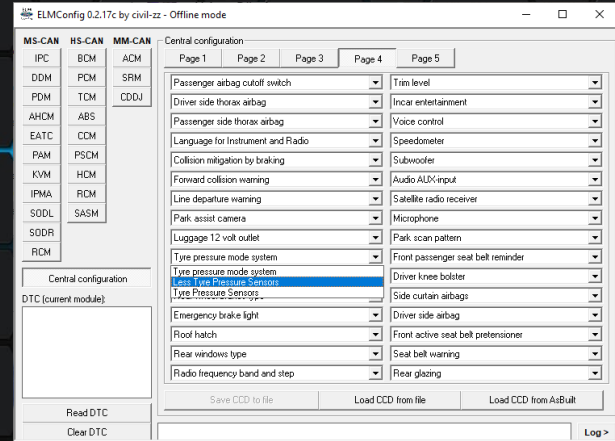 ELMConfig 0.2.17c by civil-zz - Offline mode
MS-CAN HS-CAN MM-CAN
IPC BCM ACM
DDM PCM SRM
PDM TCM CDDJ
AHCM ABS
EATC CCM
PAM PSCM
KVM HCM
IPMA RCM
SODL SASM
SODR
RCM
Central configuration
DTC (current module):
Read DTC
Clear DTC
Central configuration
Page 1 Page 2 Page 3 Page 4 Page 5
Passenger airbag cutoff switch Trim level
Driver side thorax airbag Incar entertainment
Passenger side thorax airbag Voice control
Language for Instrument and Radio Speedometer
Collision mitigation by braking Subwoofer
Forward collision warning Audio AUX-input
Line departure warning Satellite radio receiver
Park assist camera Microphone
Luggage 12 volt outlet Park scan pattern
Tyre pressure mode system Front passenger seat belt reminder
Tyre pressure mode system
Less Tyre Pressure Sensors Driver knee bolster
Tyre Pressure Sensors Side curtain airbags
Emergency brake light Driver side airbag
Roof hatch Front active seat belt pretensioner
Rear windows type Seat belt warning
Radio frequency band and step Rear glazing
Save CCD to file Load CCD from file Load CCD from AsBuilt
Log >